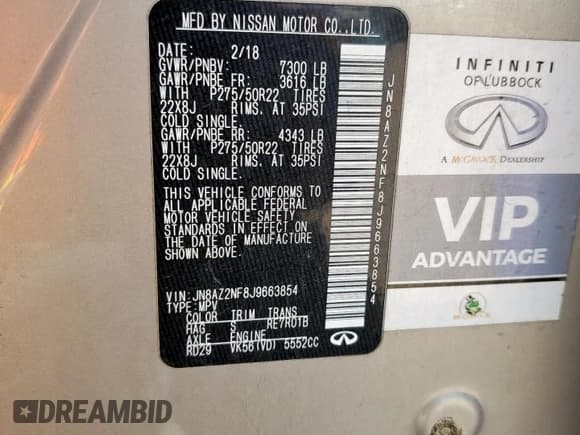 MFD BY NISSAN MOTOR CO.,LTD.
DATE: 2/18
GVWR/PNBV: 7300 LB
GAWR/PNBE FR: 3616 LB
WITH P275/50R22 TIRES
22X8J RIMS. AT 35PSI
COLD SINGLE.
GAWR/PNBE RR: 4343 LB
WITH P275/50R22 TIRES
22X8J RIMS. AT 35PSI
COLD SINGLE.
THIS VEHICLE CONFORMS TO
ALL APPLICABLE FEDERAL
MOTOR VEHICLE SAFETY
STANDARDS IN EFFECT ON
THE DATE OF MANUFACTURE
SHOWN ABOVE.
VIN:JN8AZ2NF8J9663854
TYPE:MPV
COLOR TRIM TRANS
HAG S RE7R01B
AXLE ENGINE
RD29 VK56(VD) 5552CC
JN8AZ2NF8J9663854
INFINITI
OF LUBBOCK
A McGAVOCK DEALERSHIP
VIP
ADVANTAGE
DREAMBID